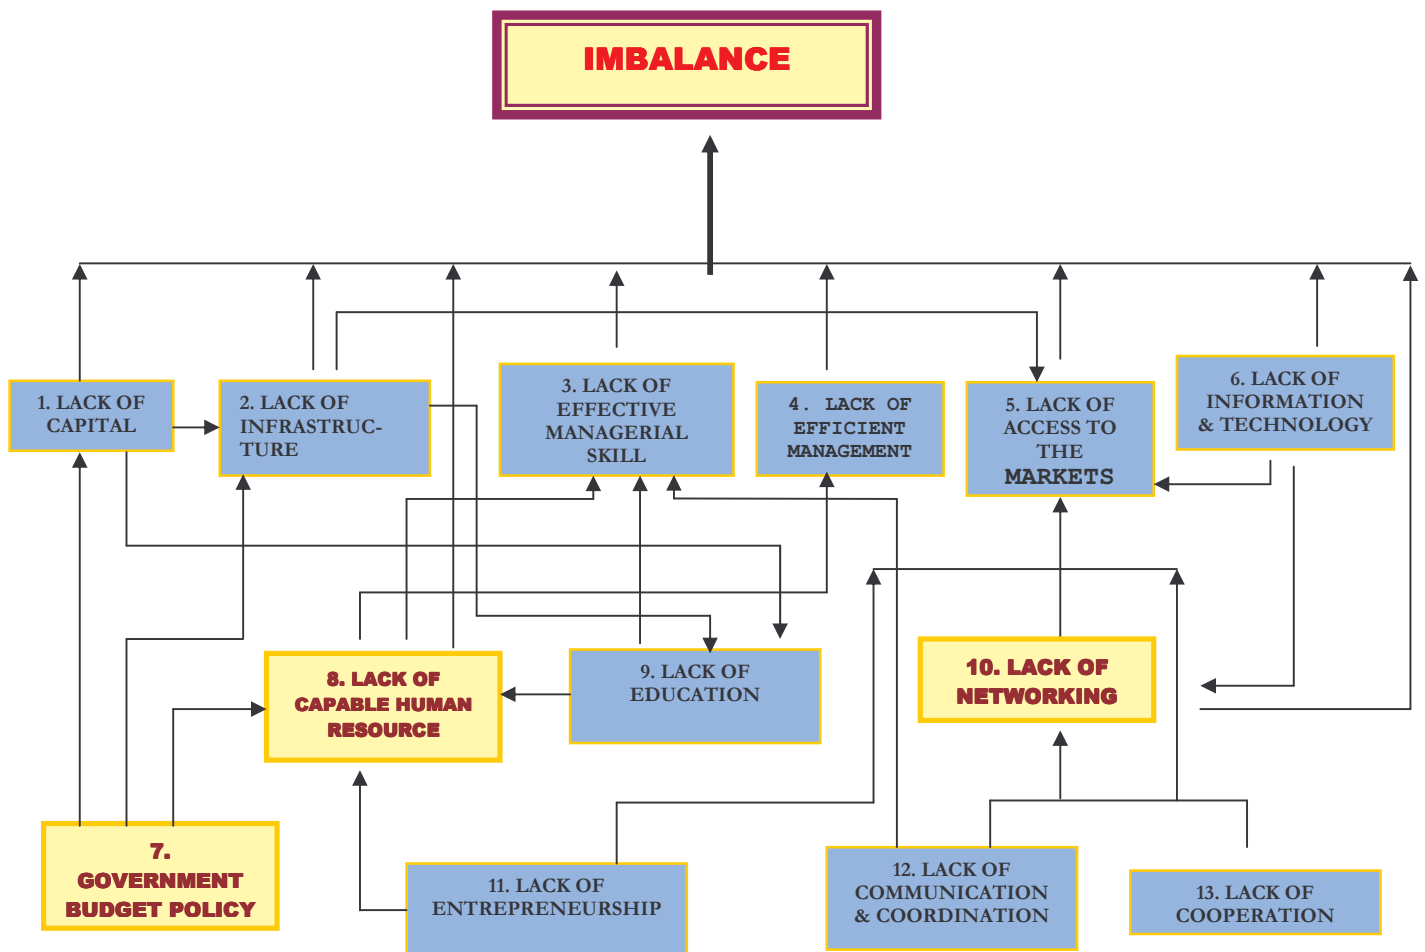 IMBALANCE
1. LACK OF
CAPITAL
2. LACK OF
INFRASTRUC-
TURE
3. LACK OF
EFFECTIVE
MANAGERIAL
SKILL
4. LACK OF
EFFICIENT
MANAGEMENT
5. LACK OF
ACCESS TO
THE
MARKETS
6. LACK OF
INFORMATION
& TECHNOLOGY
8. LACK OF
CAPABLE HUMAN
RESOURCE
9. LACK OF
EDUCATION
10. LACK OF
NETWORKING
7.
GOVERNMENT
BUDGET POLICY
11. LACK OF
ENTREPRENEURSHIP
12. LACK OF
COMMUNICATION
& COORDINATION
13. LACK OF
COOPERATION